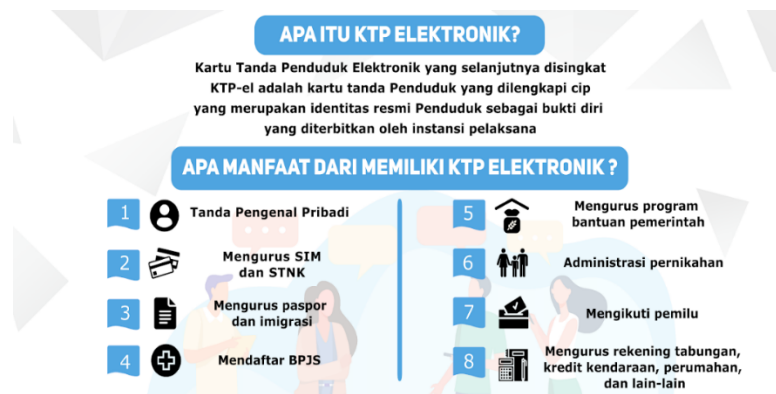 APA ITU KTP ELEKTRONIK?
Kartu Tanda Penduduk Elektronik yang selanjutnya disingkat
KTP-el adalah kartu tanda Penduduk yang dilengkapi cip
yang merupakan identitas resmi Penduduk sebagai bukti diri
yang diterbitkan oleh instansi pelaksana
APA MANFAAT DARI MEMILIKI KTP ELEKTRONIK ?
1 Tanda Pengenal Pribadi
2 Mengurus SIM
dan STNK
3 Mengurus paspor
dan imigrasi
4 Mendaftar BPJS
5 Mengurus program
bantuan pemerintah
6 Administrasi pernikahan
7 Mengikuti pemilu
8 Mengurus rekening tabungan,
kredit kendaraan, perumahan,
dan lain-lain